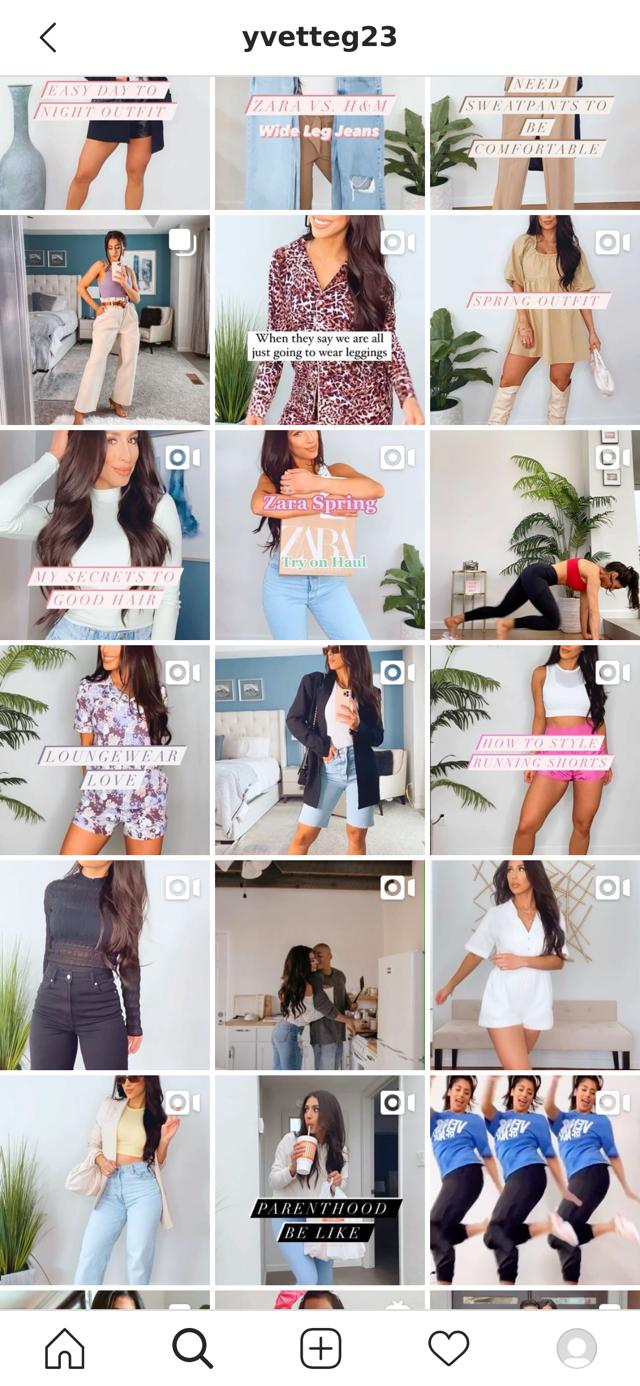 yvetteg23
EASY DAY TO
NIGHT OUTFIT
ZARA VS. H&M
Wide Leg Jeans
NEED
SWEATPANTS TO
BE
COMFORTABLE
When they say we are all
just going to wear leggings
SPRING OUTFIT
MY SECRETS TO
GOOD HAIR
Zara Spring
ZARA
Try on Haul
LOUNGEWEAR
LOVE
HOW TO STYLE
RUNNING SHORTS
PARENTHOOD
BE LIKE